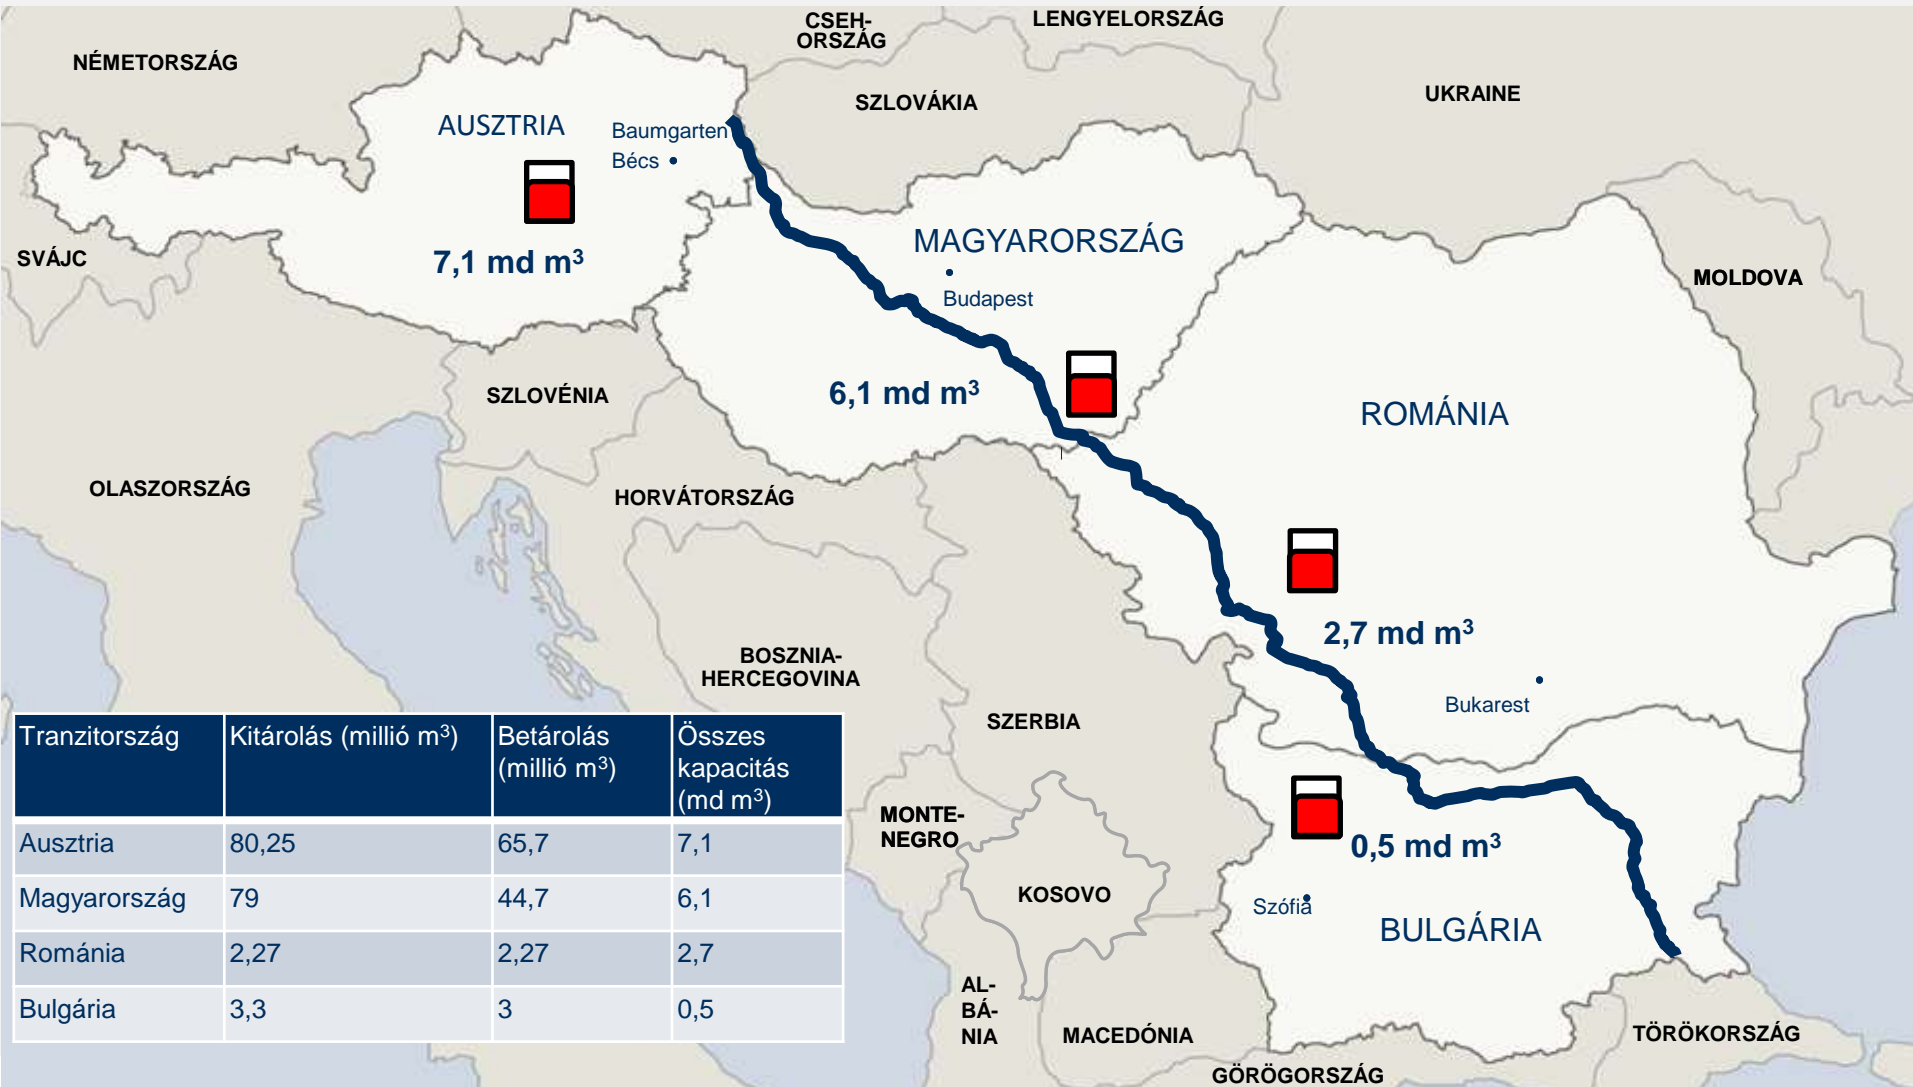 CSEH-
ORSZÁG
LENGYELORSZÁG
NÉMETORSZÁG
SZLOVÁKIA
UKRAINE
AUSZTRIA
Baumgarten
Bécs
MAGYARORSZÁG
SVÁJC
7,1 md m³
MOLDOVA
Budapest
SZLOVÉNIA
6,1 md m³
ROMÁNIA
OLASZORSZÁG
HORVÁTORSZÁG
2,7 md m³
BOSZNIA-
HERCEGOVINA
Bukarest
SZERBIA
Tranzitország Kitárolás (millió m³) Betárolás (millió m³) Összes kapacitás (md m³)
Ausztria 80,25 65,7 7,1
Magyarország 79 44,7 6,1
Románia 2,27 2,27 2,7
Bulgária 3,3 3 0,5
MONTE-
NEGRO
0,5 md m³
KOSOVO
Szófia
BULGÁRIA
AL-
BÁ-
NIA
MACEDÓNIA
TÖRÖKORSZÁG
GÖRÖGORSZÁG